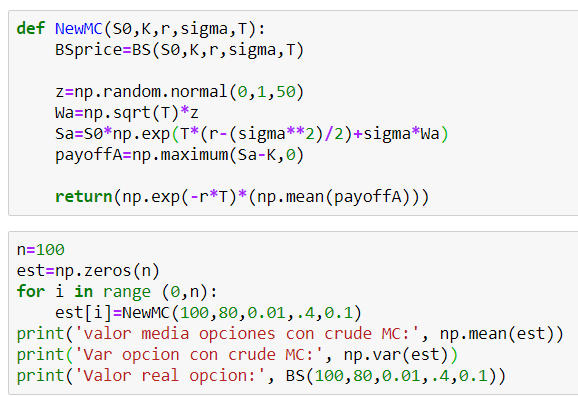 def NewMC(S0,K,r,sigma,T):
    BSprice=BS(S0,K,r,sigma,T)

    z=np.random.normal(0,1,50)
    Wa=np.sqrt(T)*z
    Sa=S0*np.exp(T*(r-(sigma**2)/2)+sigma*Wa)
    payoffA=np.maximum(Sa-K,0)

    return(np.exp(-r*T)*(np.mean(payoffA)))

n=100
est=np.zeros(n)
for i in range (0,n):
    est[i]=NewMC(100,80,0.01,.4,0.1)
print('valor media opciones con crude MC:', np.mean(est))
print('Var opcion con crude MC:', np.var(est))
print('Valor real opcion:', BS(100,80,0.01,.4,0.1))